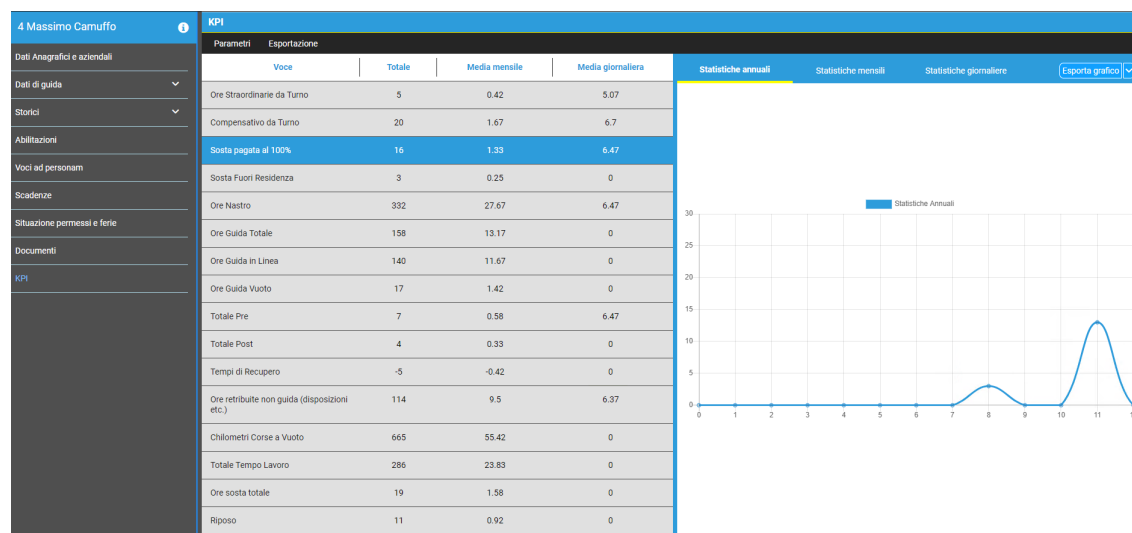 4 Massimo Camuffo
KPI
Parametri Esportazione
Dati Anagrafici e aziendali
Dati di guida
Storici
Abilitazioni
Voci ad personam
Scadenze
Situazione permessi e ferie
Documenti
KPI
Voce Totale Media mensile Media giornaliera
Ore Straordinarie da Turno 5 0.42 5.07
Compensativo da Turno 20 1.67 6.7
Sosta pagata al 100% 16 1.33 6.47
Sosta Fuori Residenza 3 0.25 0
Ore Nastro 332 27.67 6.47
Ore Guida Totale 158 13.17 0
Ore Guida in Linea 140 11.67 0
Ore Guida Vuoto 17 1.42 0
Totale Pre 7 0.58 6.47
Totale Post 4 0.33 0
Tempi di Recupero -5 -0.42 0
Ore retribuite non guida (disposizioni
etc.) 114 9.5 6.37
Chilometri Corse a Vuoto 665 55.42 0
Totale Tempo Lavoro 286 23.83 0
Ore sosta totale 19 1.58 0
Riposo 11 0.92 0
Statistiche annuali Statistiche mensili Statistiche giornaliere Esporta grafico
Statistiche Annuali
30
25
20
15
10
5
0
0 1 2 3 4 5 6 7 8 9 10 11